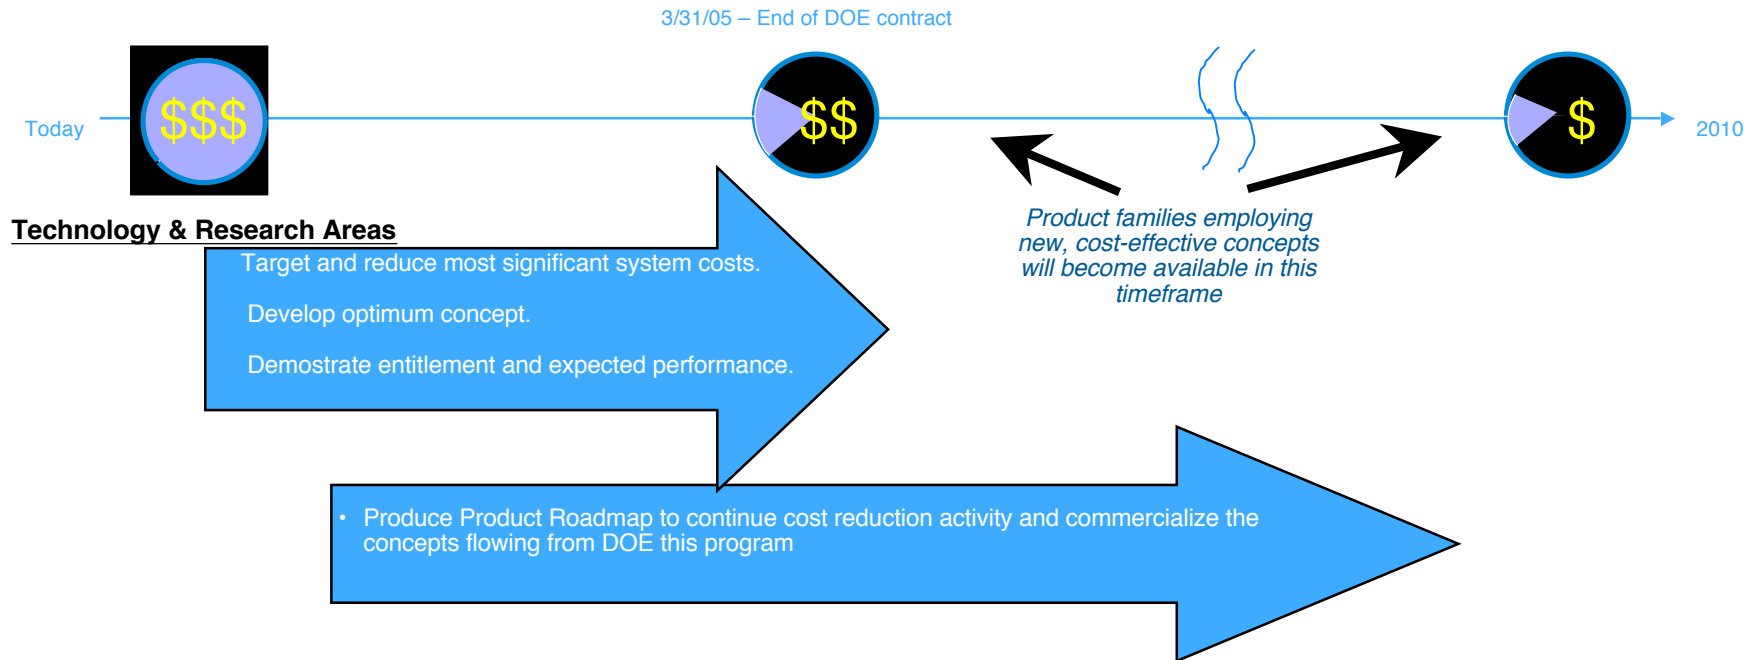 3/31/05 – End of DOE contract
Today
$$$
$$
$
2010
Technology & Research Areas
Target and reduce most significant system costs.
Develop optimum concept.
Demostrate entitlement and expected performance.
Product families employing
new, cost-effective concepts
will become available in this
timeframe
• Produce Product Roadmap to continue cost reduction activity and commercialize the
concepts flowing from DOE this program